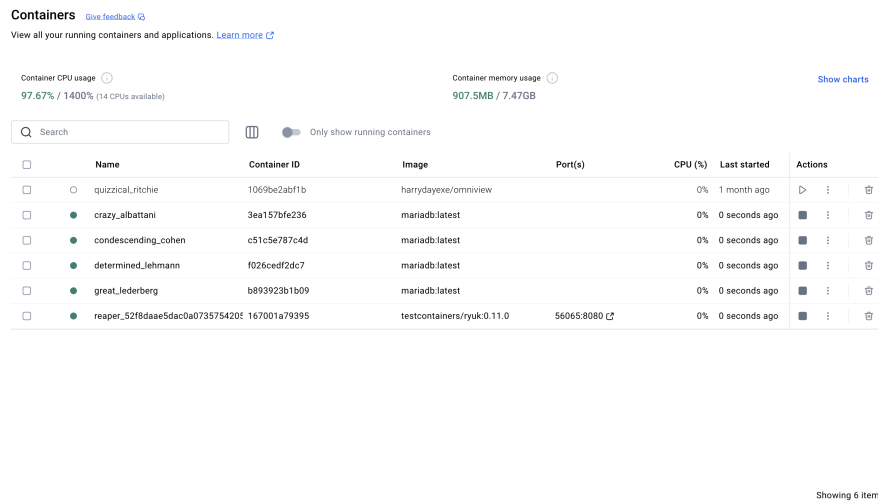 Containers Give feedback
View all your running containers and applications. Learn more
Container CPU usage Container memory usage Show charts
97.67% / 1400% (14 CPUs available) 907.5MB / 7.47GB
Search Only show running containers
Name Container ID Image Port(s) CPU (%) Last started Actions
quizzical_ritchie 1069be2abf1b harrydayexe/omniview 0% 1 month ago
crazy_albattani 3ea157bfe236 mariadb:latest 0% 0 seconds ago
condescending_cohen c51c5e787c4d mariadb:latest 0% 0 seconds ago
determined_lehmann f026cedf2dc7 mariadb:latest 0% 0 seconds ago
great_lederberg b893923b1b09 mariadb:latest 0% 0 seconds ago
reaper_52f8daae5dac0a0735754205 167001a79395 testcontainers/ryuk:0.11.0 56065:8080 0% 0 seconds ago
Showing 6 item